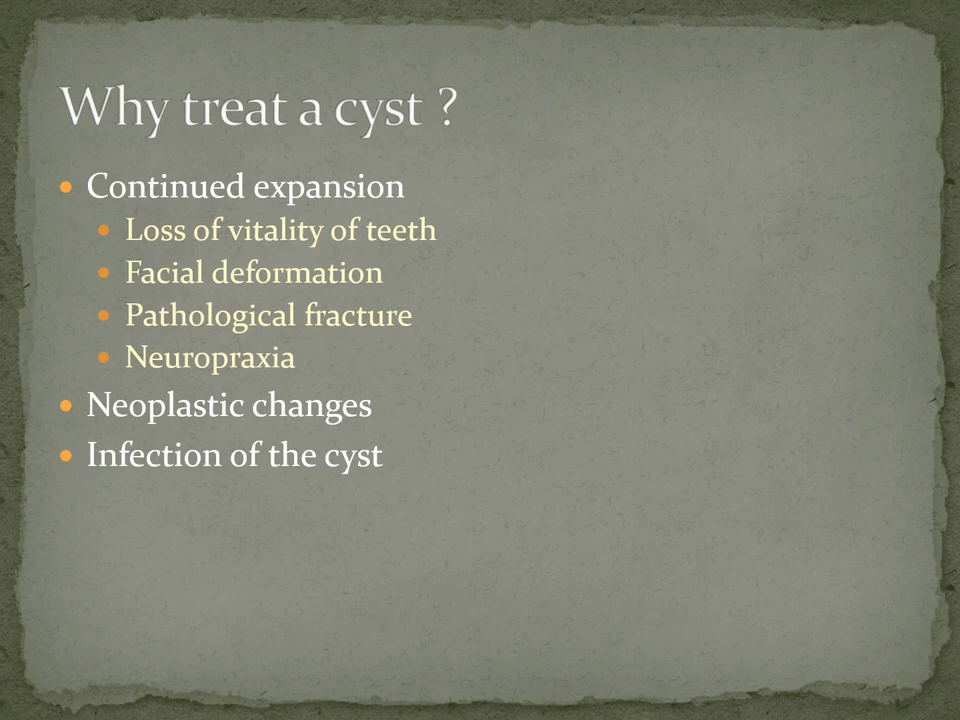 Why treat a cyst ?
Continued expansion
Loss of vitality of teeth
Facial deformation
Pathological fracture
Neuropraxia
Neoplastic changes
Infection of the cyst